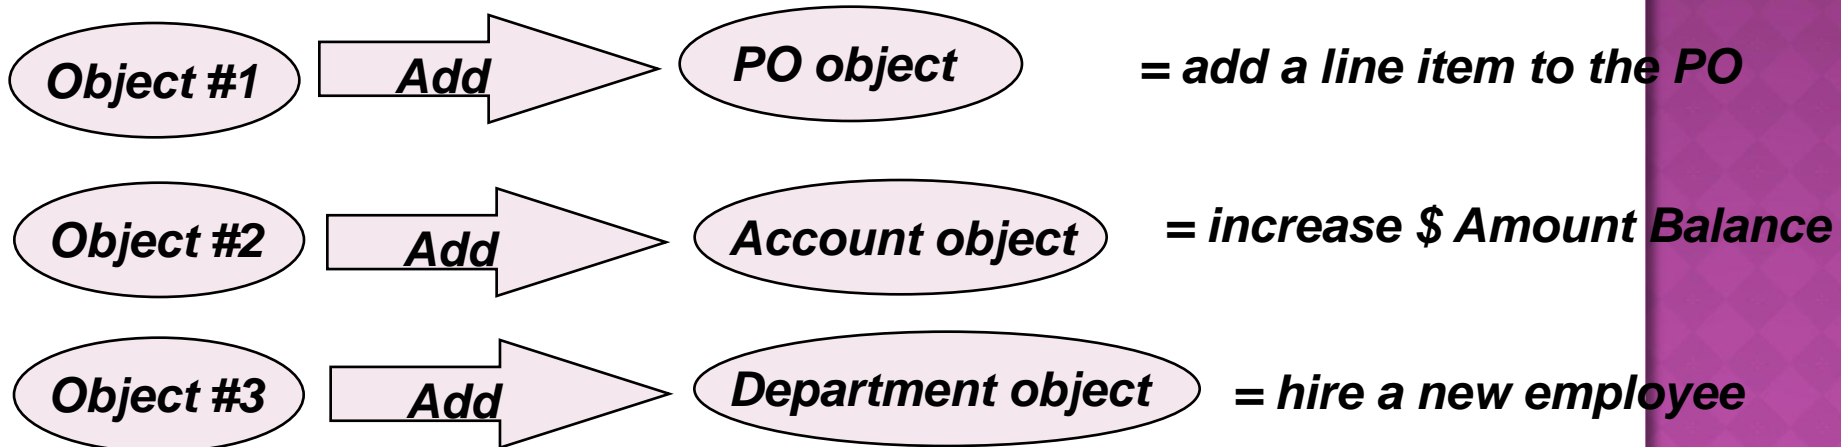 Object #1 Add PO object = add a line item to the PO
Object #2 Add Account object = increase $ Amount Balance
Object #3 Add Department object = hire a new employee